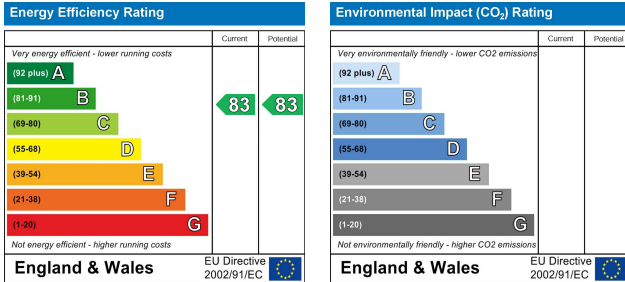 Energy Efficiency Rating
Current Potential
Very energy efficient - lower running costs
(92 plus) A
(81-91) B 83 83
(69-80) C
(55-68) D
(39-54) E
(21-38) F
(1-20) G
Not energy efficient - higher running costs
England & Wales
EU Directive
2002/91/EC
Environmental Impact (CO₂) Rating
Current Potential
Very environmentally friendly - lower CO2 emissions
(92 plus) A
(81-91) B
(69-80) C
(55-68) D
(39-54) E
(21-38) F
(1-20) G
Not environmentally friendly - higher CO2 emissions
England & Wales
EU Directive
2002/91/EC